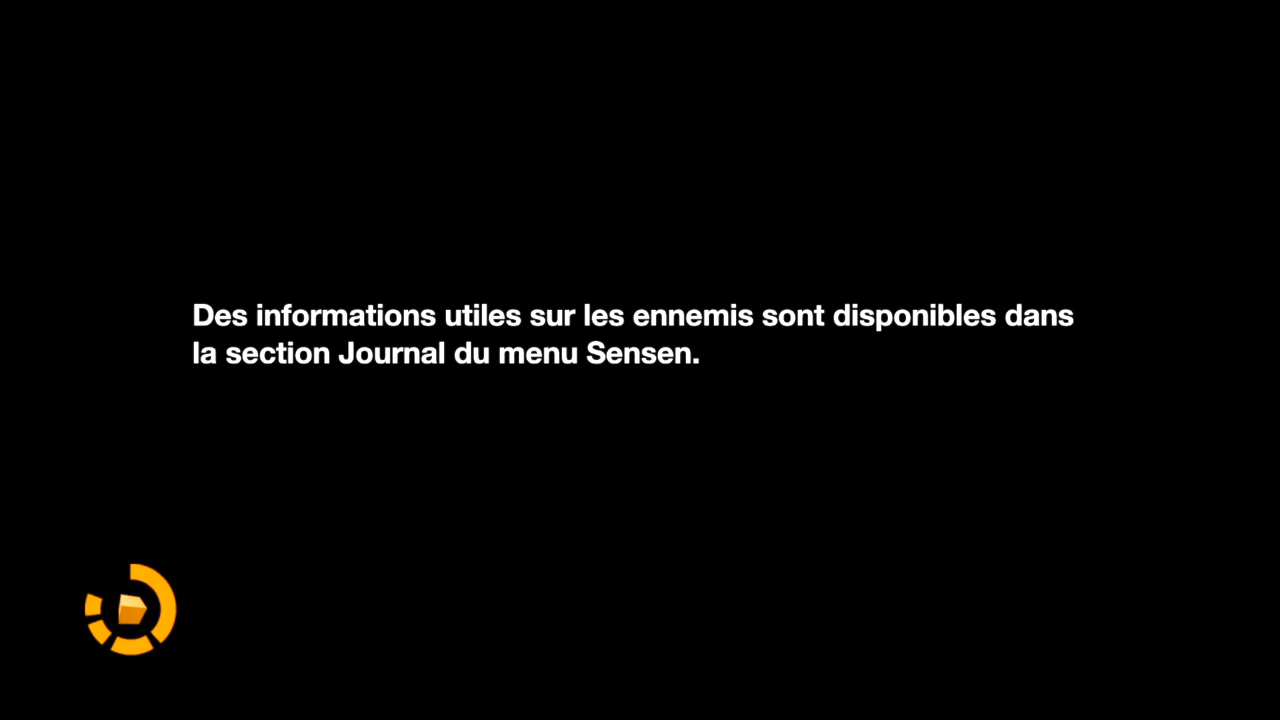 Des informations utiles sur les ennemis sont disponibles dans
la section Journal du menu Sensen.